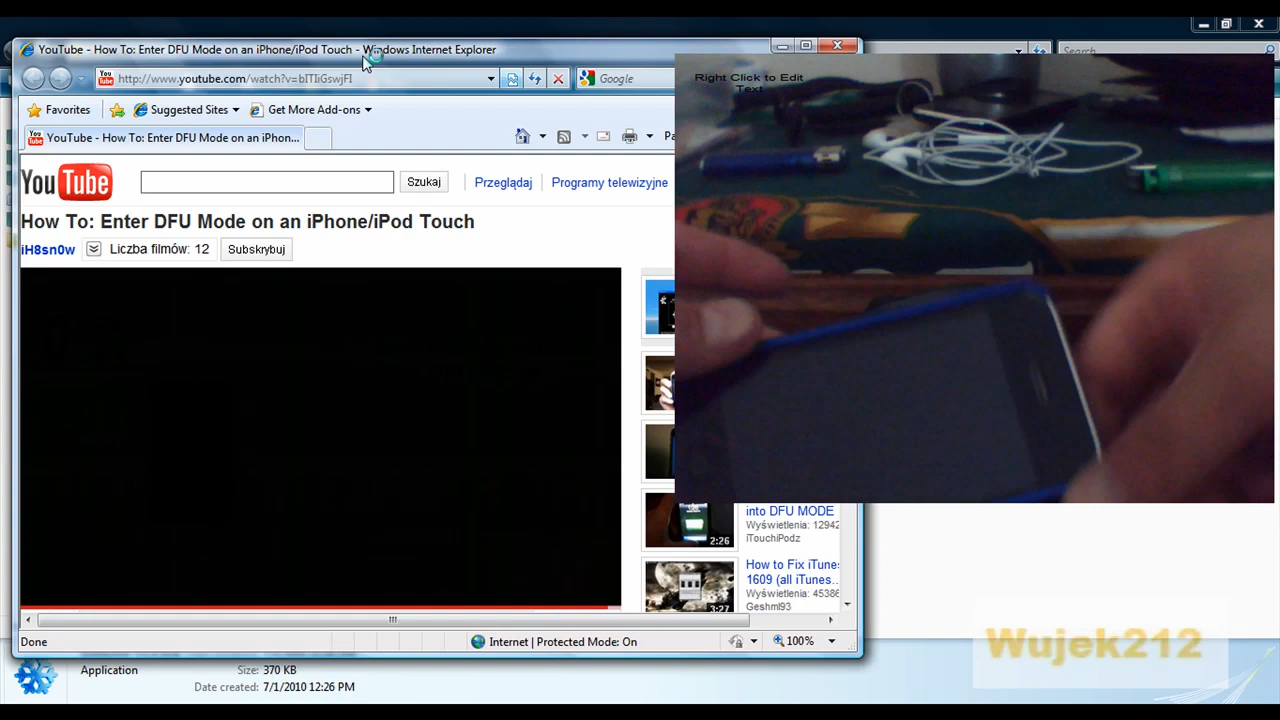 YouTube - How To: Enter DFU Mode on an iPhone/iPod Touch - Windows Internet Explorer
http://www.youtube.com/watch?v=bITIiGswjFI
Google
Search
Favorites
Suggested Sites
Get More Add-ons
YouTube - How To: Enter DFU Mode on an iPhon...
YouTube
Szukaj
Przeglądaj
Programy telewizyjne
How To: Enter DFU Mode on an iPhone/iPod Touch
iH8sn0w
Liczba filmów: 12
Subskrybuj
Right Click to Edit
Text
into DFU MODE
Wyświetlenia: 12942
iTouchiPodz
2:26
How to Fix iTunes
1609 (all iTunes...
Wyświetlenia: 45386
Geshml93
3:27
Done
Internet | Protected Mode: On
100%
Application
Size: 370 KB
Date created: 7/1/2010 12:26 PM
Wujek212